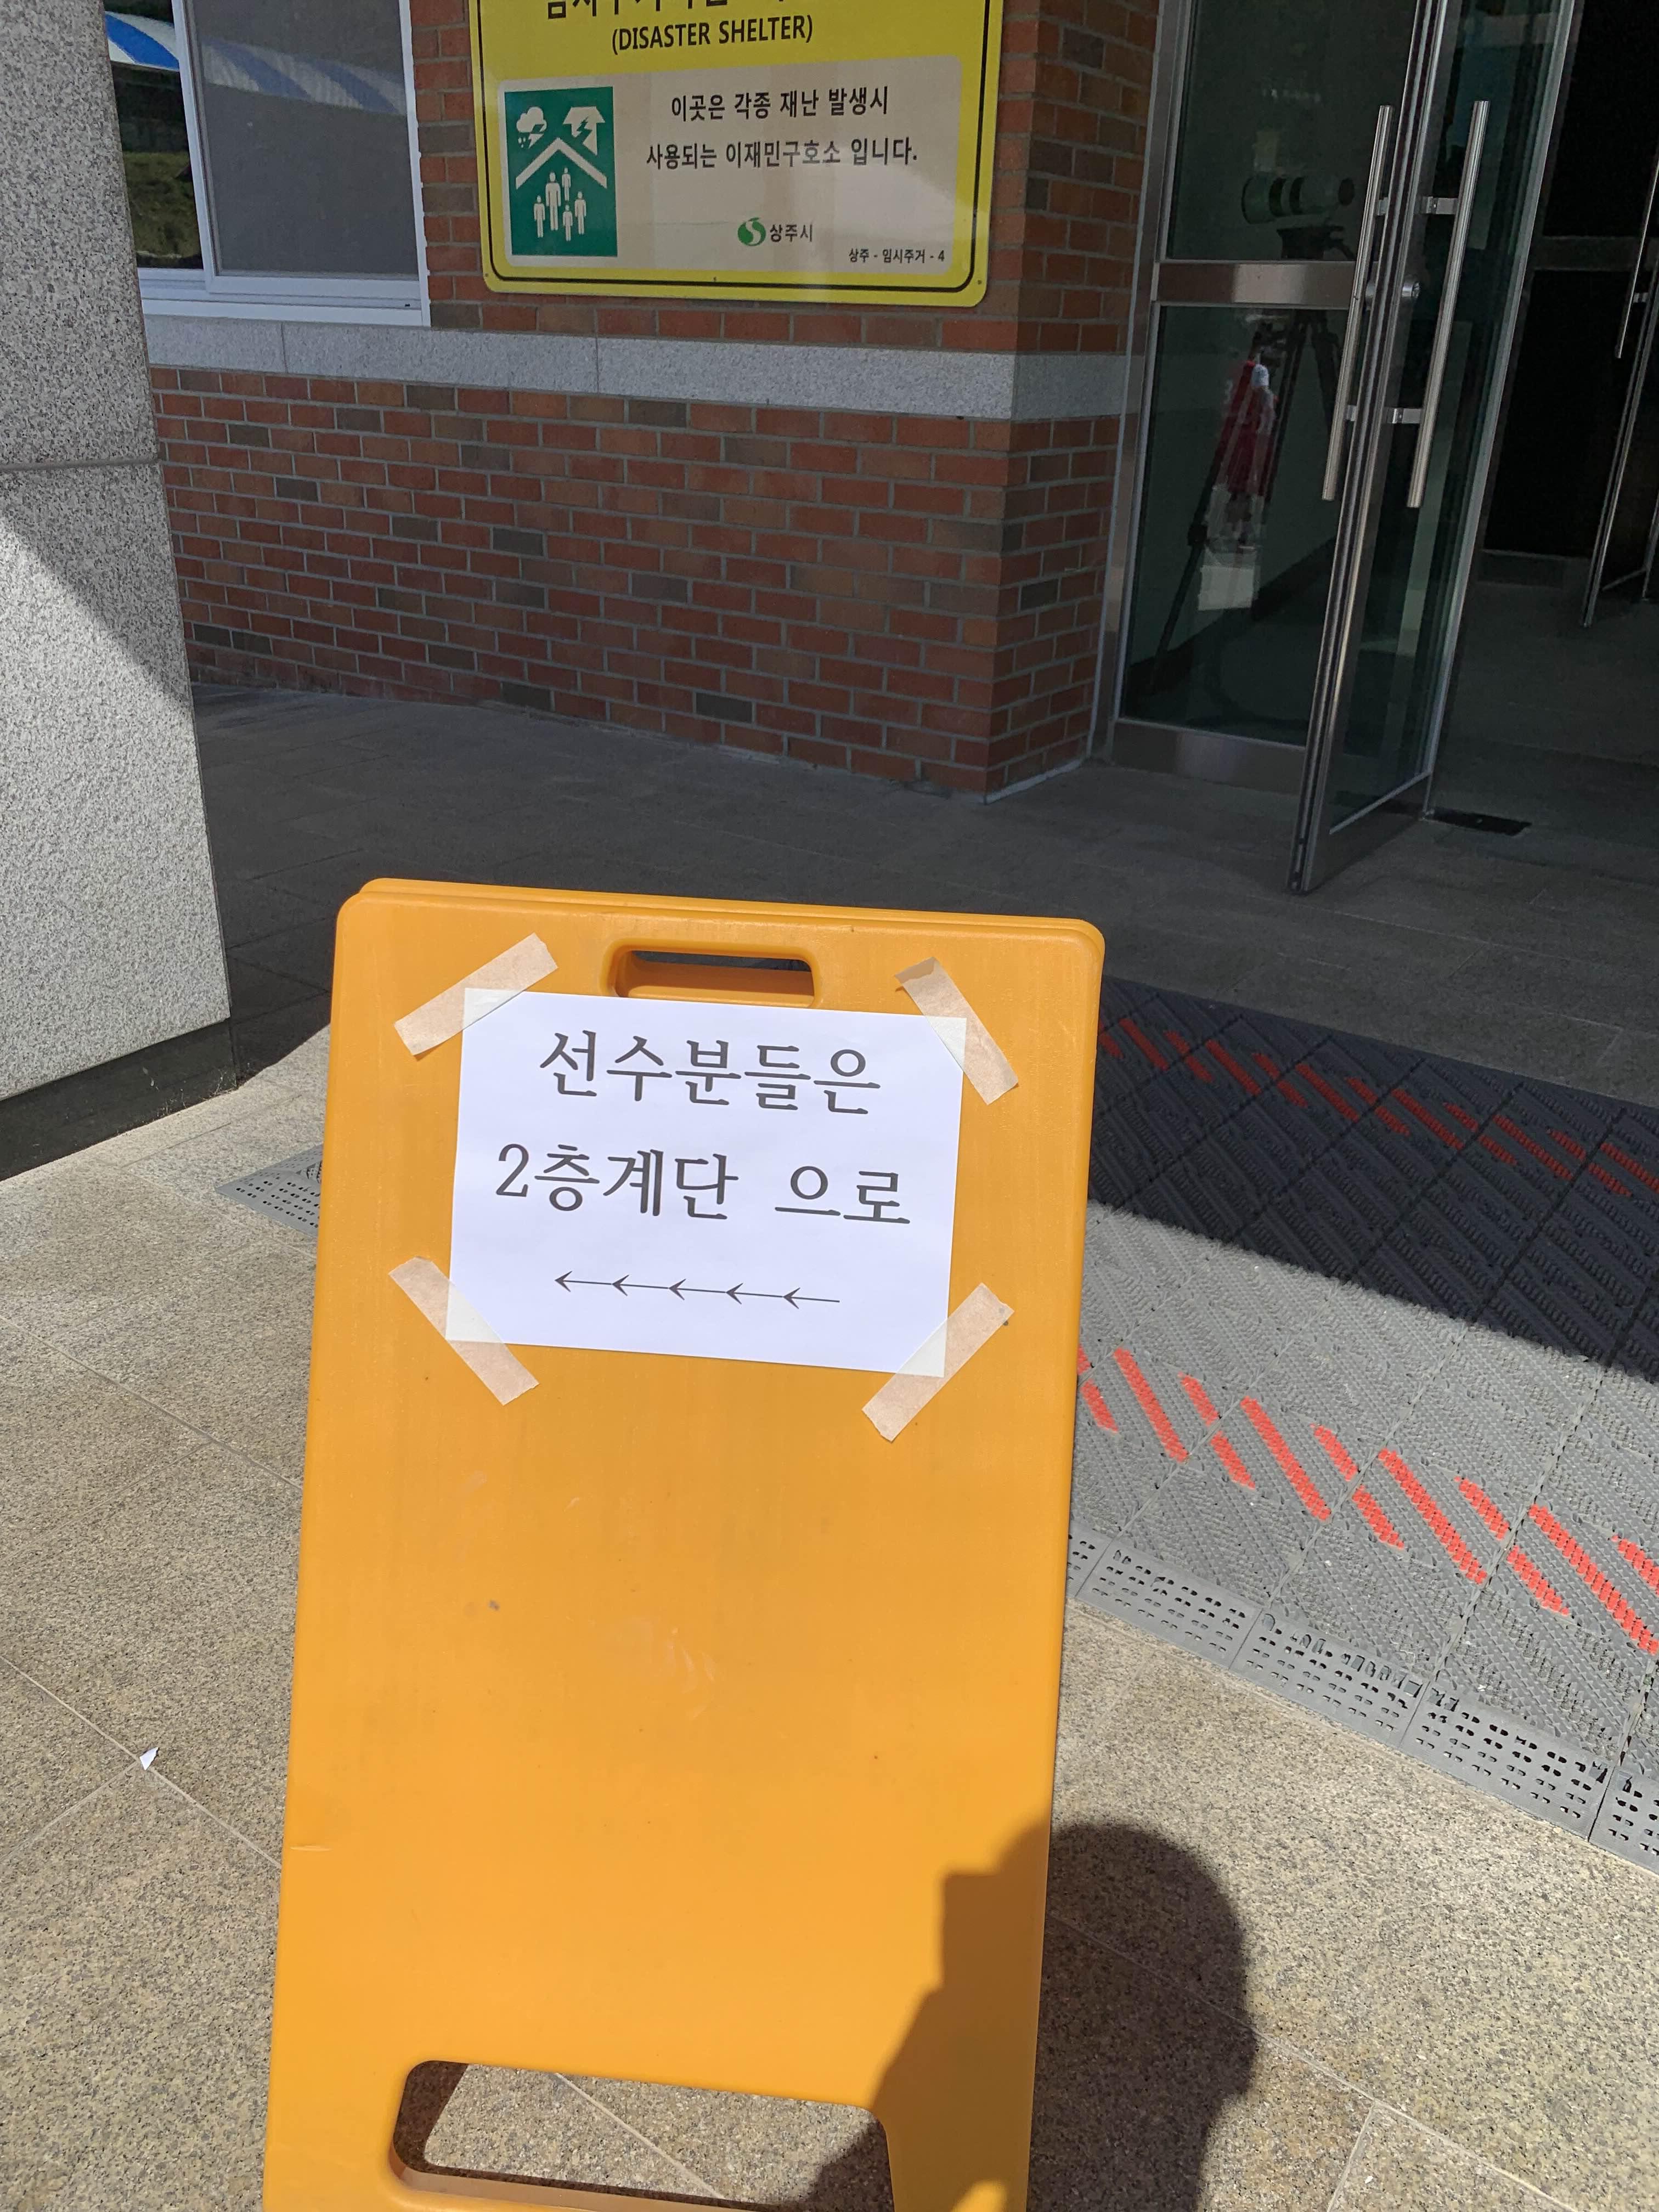 (DISASTER SHELTER)
이곳은 각종 재난 발생시
사용되는 이재민구호소 입니다.
상주시
상주 - 임시주거 - 4
선수분들은
2층계단 으로
←←←←←